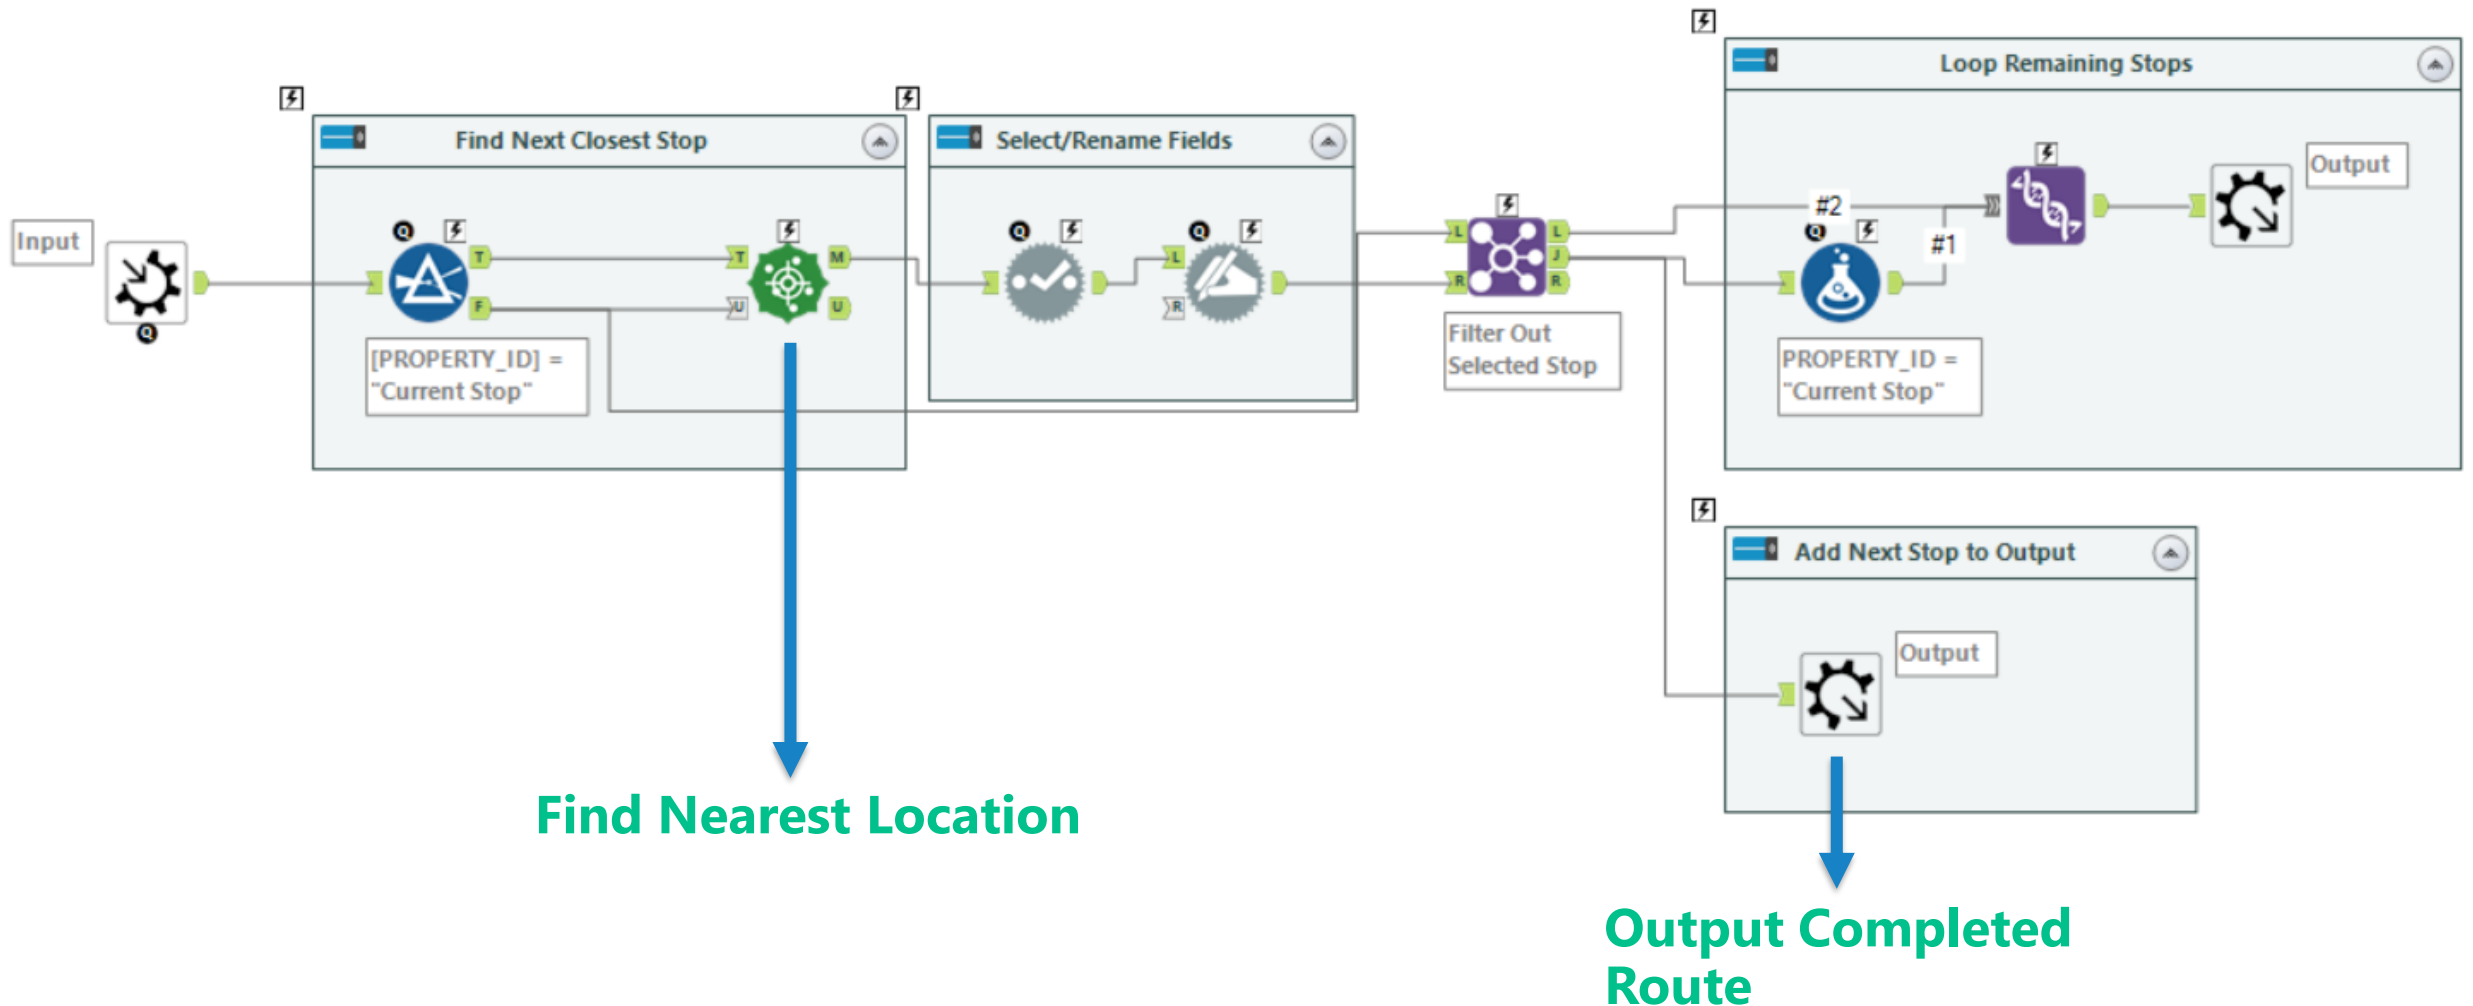 Input
Find Next Closest Stop
Q
T
F
T
U
M
U
[PROPERTY_ID] =
"Current Stop"
Q
Find Nearest Location
Select/Rename Fields
Q
Q
L
R
L
R
L
J
R
Filter Out
Selected Stop
Loop Remaining Stops
#2
#1
Q
PROPERTY_ID =
"Current Stop"
Output
Add Next Stop to Output
Output
Output Completed
Route